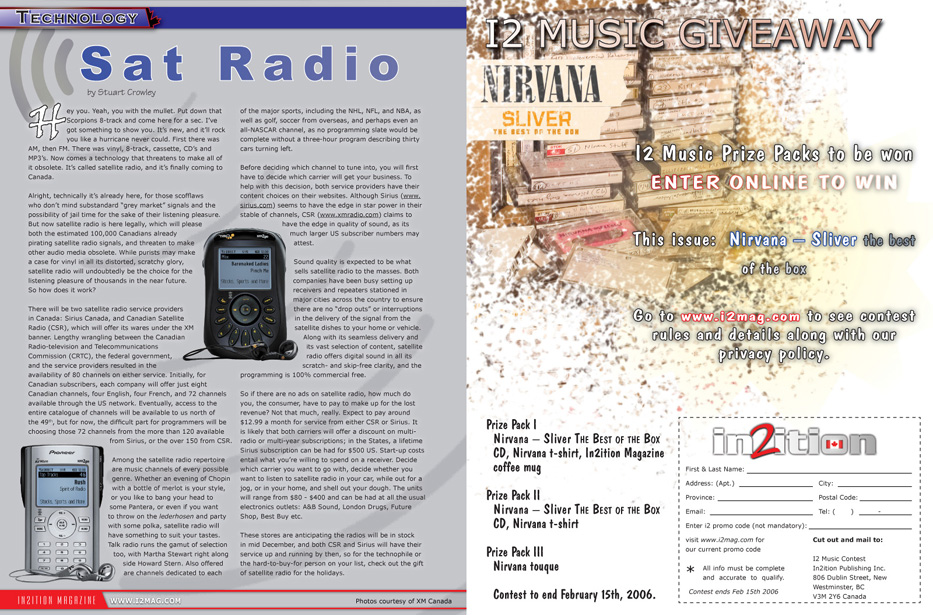 TECHNOLOGY
Sat Radio
by Stuart Crowley
Hey you. Yeah, you with the mullet. Put down that
Scorpions 8-track and come here for a sec. I've
got something to show you. It's new, and it'll rock
you like a hurricane never could. First there was
AM, then FM. There was vinyl, 8-track, cassette, CD's and
MP3's. Now comes a technology that threatens to make all of
it obsolete. It's called satellite radio, and it's finally coming to
Canada.
Alright, technically it's already here, for those scofflaws
who don't mind substandard "grey market" signals and the
possibility of jail time for the sake of their listening pleasure.
But now satellite radio is here legally, which will please
both the estimated 100,000 Canadians already
pirating satellite radio signals, and threaten to make
other audio media obsolete. While purists may make
a case for vinyl in all its distorted, scratchy glory,
satellite radio will undoubtedly be the choice for the
listening pleasure of thousands in the near future.
So how does it work?
There will be two satellite radio service providers
in Canada: Sirius Canada, and Canadian Satellite
Radio (CSR), which will offer its wares under the XM
banner. Lengthy wrangling between the Canadian
Radio-television and Telecommunications
Commission (CRTC), the federal government,
and the service providers resulted in the
availability of 80 channels on either service. Initially, for
Canadian subscribers, each company will offer just eight
Canadian channels, four English, four French, and 72 channels
available through the US network. Eventually, access to the
entire catalogue of channels will be available to us north of
the 49th, but for now, the difficult part for programmers will be
choosing those 72 channels from the more than 120 available
from Sirius, or the over 150 from CSR.
Among the satellite radio repertoire
are music channels of every possible
genre. Whether an evening of Chopin
with a bottle of merlot is your style,
or you like to bang your head to
some Pantera, or even if you want
to throw on the lederhosen and party
with some polka, satellite radio will
have something to suit your tastes.
Talk radio runs the gamut of selection
too, with Martha Stewart right along
side Howard Stern. Also offered
are channels dedicated to each
of the major sports, including the NHL, NFL, and NBA, as
well as golf, soccer from overseas, and perhaps even an
all-NASCAR channel, as no programming slate would be
complete without a three-hour program describing thirty
cars turning left.
Before deciding which channel to tune into, you will first
have to decide which carrier will get your business. To
help with this decision, both service providers have their
content choices on their websites. Although Sirius (www.
sirius.com) seems to have the edge in star power in their
stable of channels, CSR (www.xmradio.com) claims to
have the edge in quality of sound, as its
much larger US subscriber numbers may
attest.
Sound quality is expected to be what
sells satellite radio to the masses. Both
companies have been busy setting up
receivers and repeaters stationed in
major cities across the country to ensure
there are no "drop outs" or interruptions
in the delivery of the signal from the
satellite dishes to your home or vehicle.
Along with its seamless delivery and
its vast selection of content, satellite
radio offers digital sound in all its
scratch- and skip-free clarity, and the
programming is 100% commercial free.
So if there are no ads on satellite radio, how much do
you, the consumer, have to pay to make up for the lost
revenue? Not that much, really. Expect to pay around
$12.99 a month for service from either CSR or Sirius. It
is likely that both carriers will offer a discount on multi-
radio or multi-year subscriptions; in the States, a lifetime
Sirius subscription can be had for $500 US. Start-up costs
entail what you're willing to spend on a receiver. Decide
which carrier you want to go with, decide whether you
want to listen to satellite radio in your car, while out for a
jog, or in your home, and shell out your dough. The units
will range from $80 - $400 and can be had at all the usual
electronics outlets: A&B Sound, London Drugs, Future
Shop, Best Buy etc.
These stores are anticipating the radios will be in stock
in mid December, and both CSR and Sirius will have their
service up and running by then, so for the technophile or
the hard-to-buy-for person on your list, check out the gift
of satellite radio for the holidays.
Barenaked Ladies
Pinch Me
Stocks, Sports and More
Pioneer
Rush
Spirit of Radio
Stocks, Sports and More
IN2ITION MAGAZINE
WWW.I2MAG.COM
Photos courtesy of XM Canada
I2 MUSIC GIVEAWAY
NIRVANA
SLIVER
THE BEST OF THE BOX
I2 Music Prize Packs to be won
ENTER ONLINE TO WIN
This issue: Nirvana – Sliver the best
of the box
Go to www.i2mag.com to see contest
rules and details along with our
privacy policy.
Prize Pack I
Nirvana – Sliver The Best of the Box
CD, Nirvana t-shirt, In2ition Magazine
coffee mug
Prize Pack II
Nirvana – Sliver The Best of the Box
CD, Nirvana t-shirt
Prize Pack III
Nirvana touque
Contest to end February 15th, 2006.
in2ition
First & Last Name:
Address: (Apt.) City:
Province: Postal Code:
Email: Tel: ( ) -
Enter i2 promo code (not mandatory):
visit www.i2mag.com for
our current promo code
* All info must be complete
and accurate to qualify.
Contest ends Feb 15th 2006
Cut out and mail to:
I2 Music Contest
In2ition Publishing Inc.
806 Dublin Street, New
Westminster, BC
V3M 2Y6 Canada